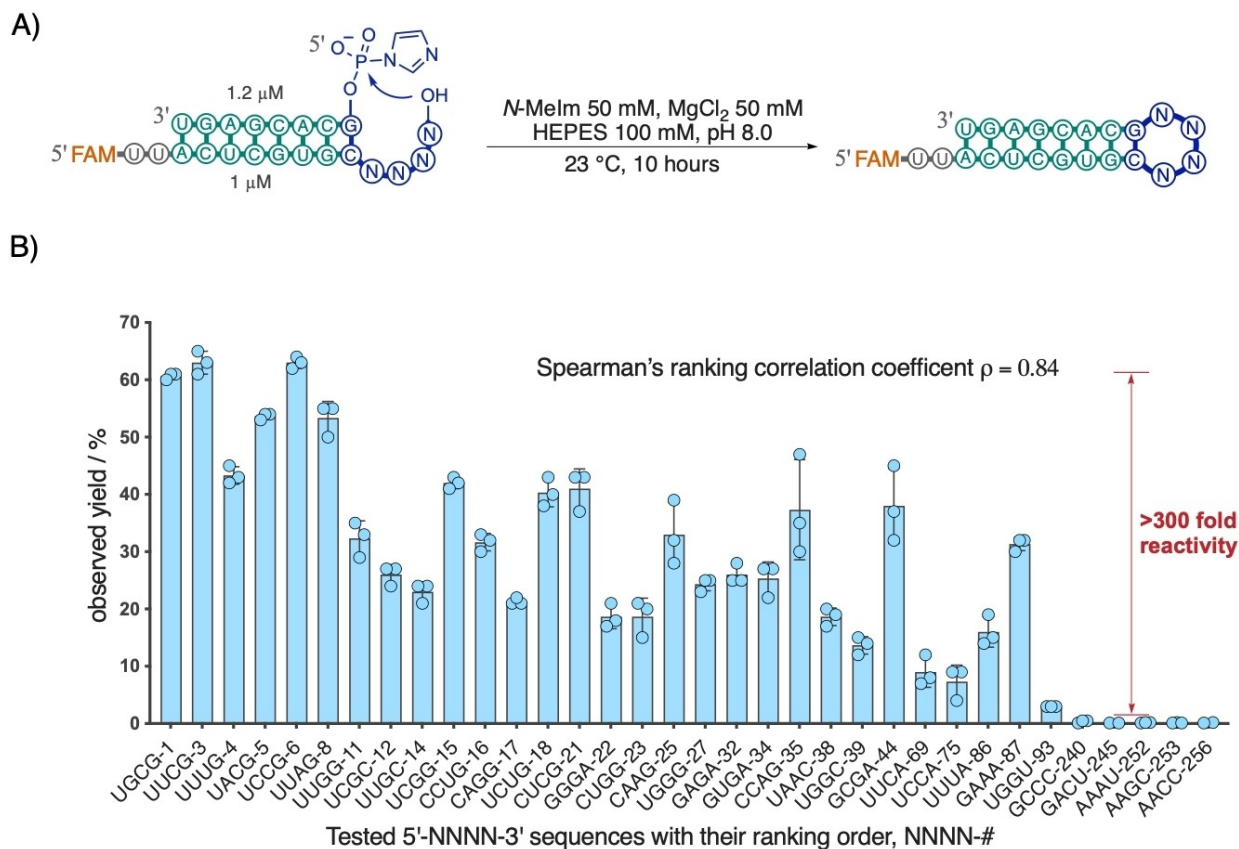 A)
5' O⁻ O
P N N
O OH
1.2 μM
3' U G A G C A C G N
5' FAM U U A C U C G U G C N N N
1 μM
N-MeIm 50 mM, MgCl₂ 50 mM
HEPES 100 mM, pH 8.0
23 °C, 10 hours
3' U G A G C A C G N N
5' FAM U U A C U C G U G C N N
B)
Spearman's ranking correlation coefficent ρ = 0.84
>300 fold
reactivity
observed yield / %
70
60
50
40
30
20
10
0
UGCG-1
UUCG-3
UUUG-4
UACG-5
UCCG-6
UUAG-8
UUGG-11
UCGC-12
UUGC-14
UCGG-15
CCUG-16
CAGG-17
UCUG-18
CUCG-21
GGGA-22
CUGG-23
CAAG-25
UGGG-27
GAGA-32
GUGA-34
CCAG-35
UAAC-38
UGGC-39
GCGA-44
UUCA-69
UCCA-75
UUUA-86
GAAA-87
UGGU-93
GCCC-240
GACU-245
AAAU-252
AAGC-253
AACC-256
Tested 5'-NNNN-3' sequences with their ranking order, NNNN-#